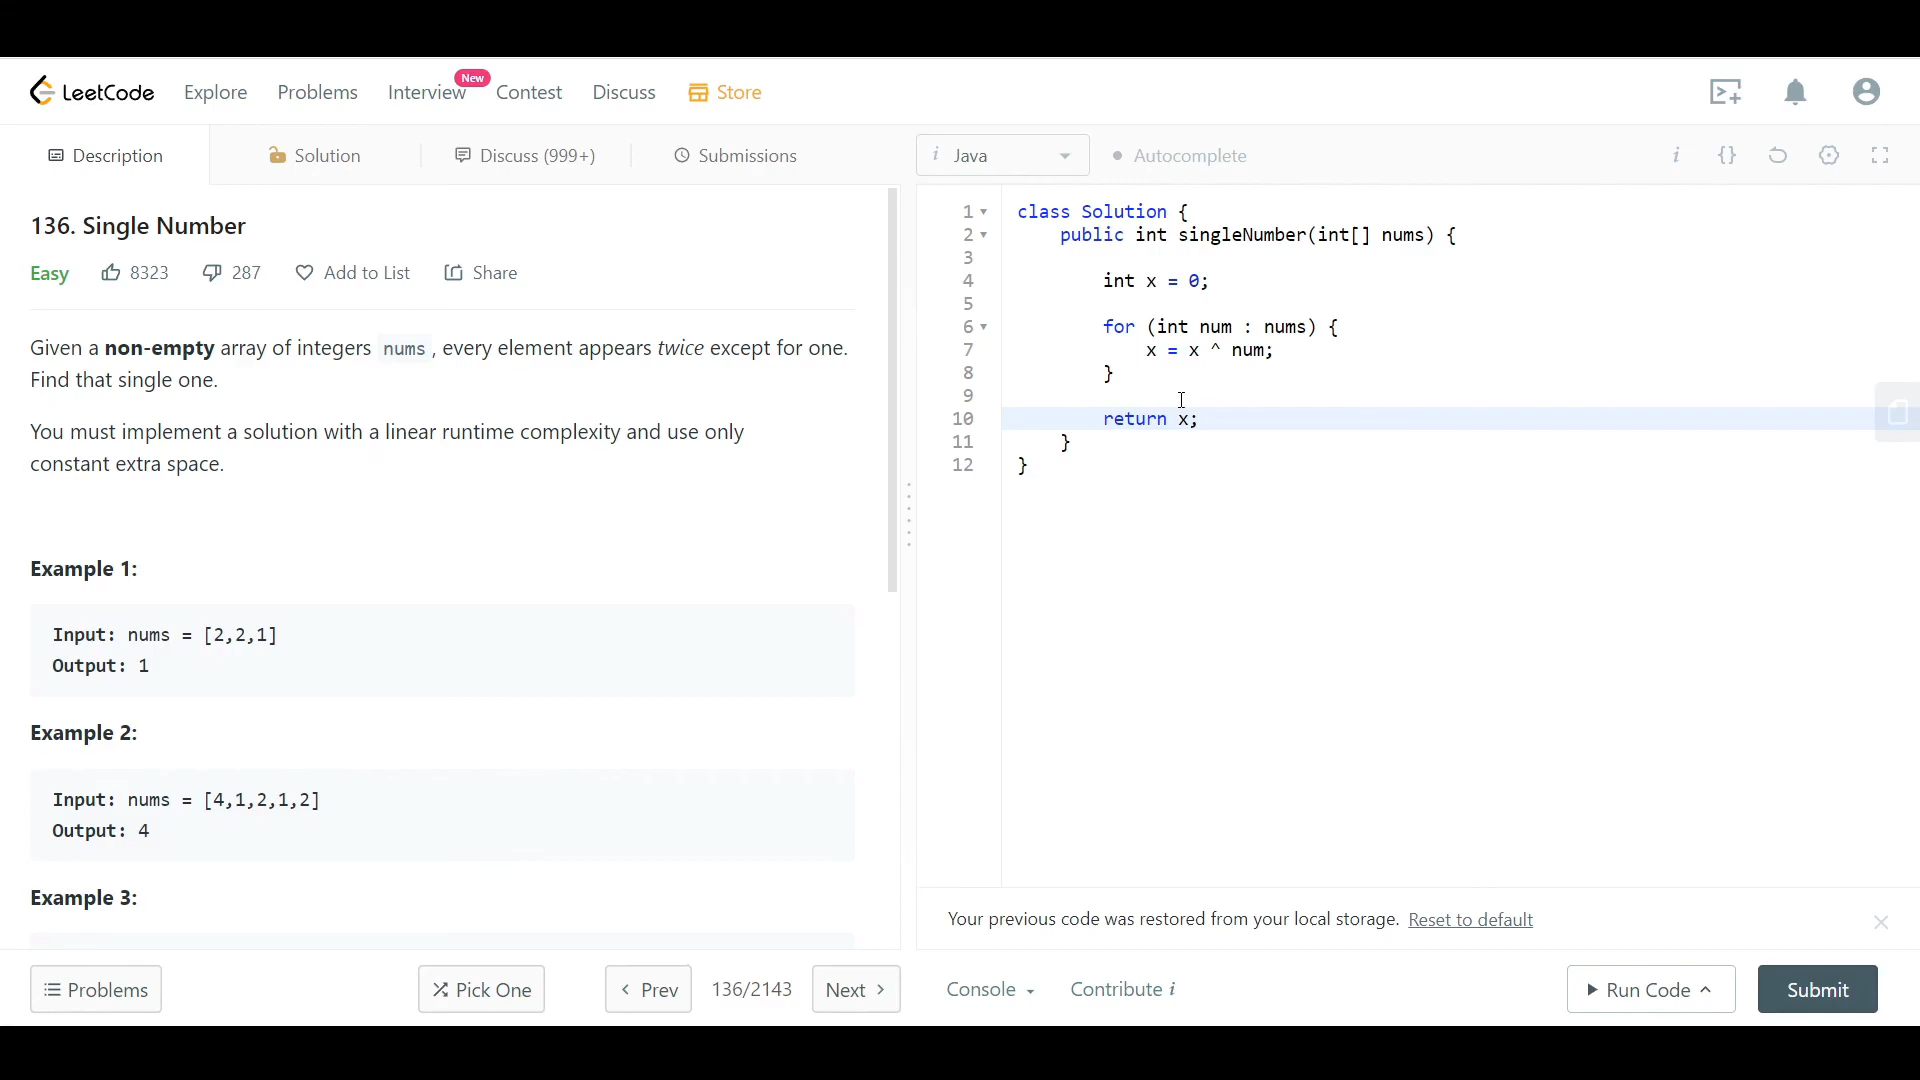 LeetCode
Explore
Problems
Interview
New
Contest
Discuss
Store
Description
Solution
Discuss (999+)
Submissions
i Java
Autocomplete
i
{}
136. Single Number
Easy
8323
287
Add to List
Share
Given a non-empty array of integers nums, every element appears twice except for one.
Find that single one.
You must implement a solution with a linear runtime complexity and use only
constant extra space.
Example 1:
Input: nums = [2,2,1]
Output: 1
Example 2:
Input: nums = [4,1,2,1,2]
Output: 4
Example 3:
1 class Solution {
2     public int singleNumber(int[] nums) {
3
4         int x = 0;
5
6         for (int num : nums) {
7             x = x ^ num;
8         }
9
10         return x;
11     }
12 }
Your previous code was restored from your local storage. Reset to default
Problems
Pick One
Prev
136/2143
Next
Console
Contribute i
Run Code
Submit